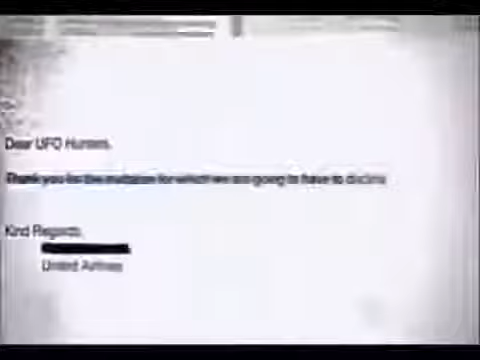 Dear UFO Hunters,
Thank you for the invitation for which we are going to have to decline
Kind Regards,
United Airlines